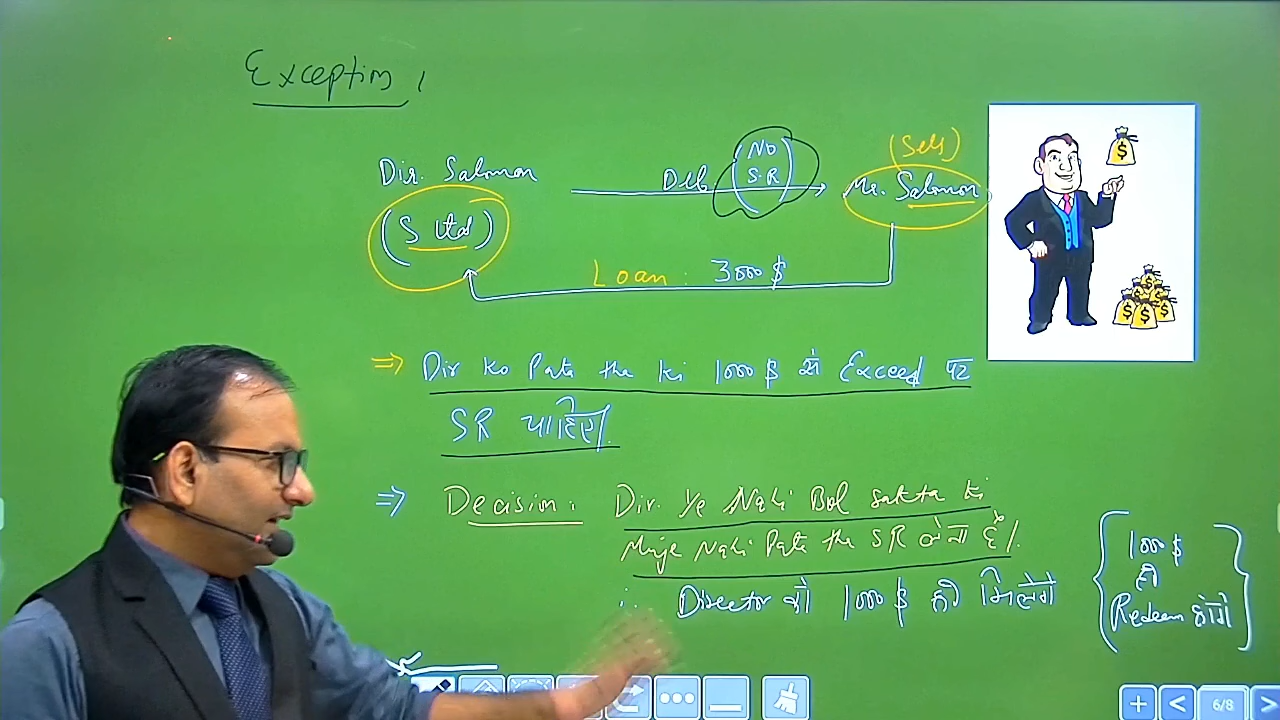 Exception :
(Self)
Dir. Salomon
Deb (No S.R)
Mr. Salomon
(S Ltd)
Loan : 3000 $
⇒ Dir Ko Pata tha ki 1000 $ से Exceed पर
SR चाहिए।
⇒ Decision : Dir. Ye Nahi Bol sakta ki
Muje Nahi Pata tha SR लेना है।
∴ Director को 1000 $ ही मिलेंगे
{ 1000 $
ही
Redeem होंगे }
6/8